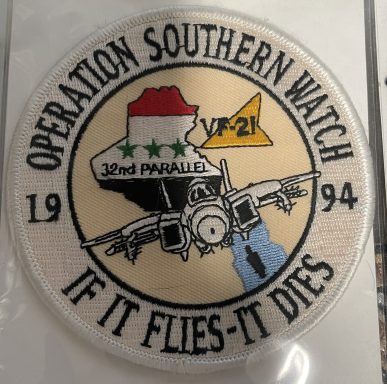 OPERATION SOUTHERN WATCH
VF-21
32nd PARALLEL
19 94
IF IT FLIES-IT DIES